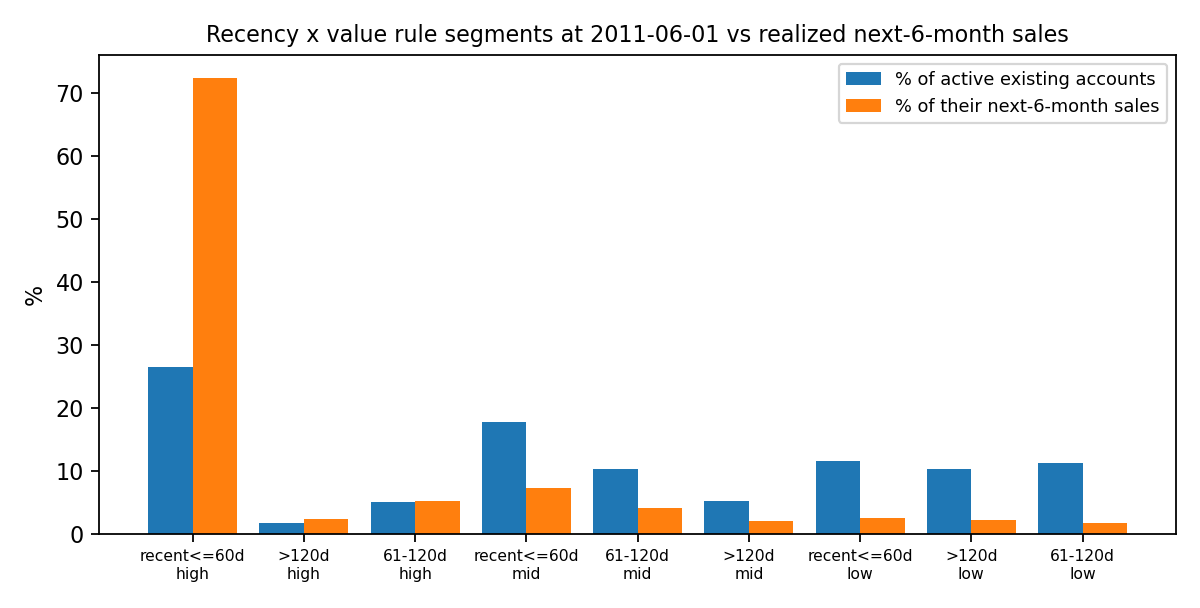 Recency x value rule segments at 2011-06-01 vs realized next-6-month sales
% of active existing accounts
% of their next-6-month sales
%
70
60
50
40
30
20
10
0
recent<=60d
high
>120d
high
61-120d
high
recent<=60d
mid
61-120d
mid
>120d
mid
recent<=60d
low
>120d
low
61-120d
low